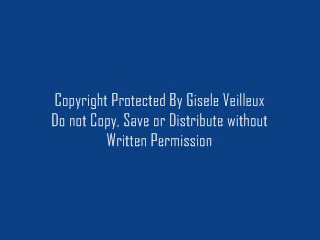 Copyright Protected By Gisele Veilleux
Do not Copy, Save or Distribute without
Written Permission